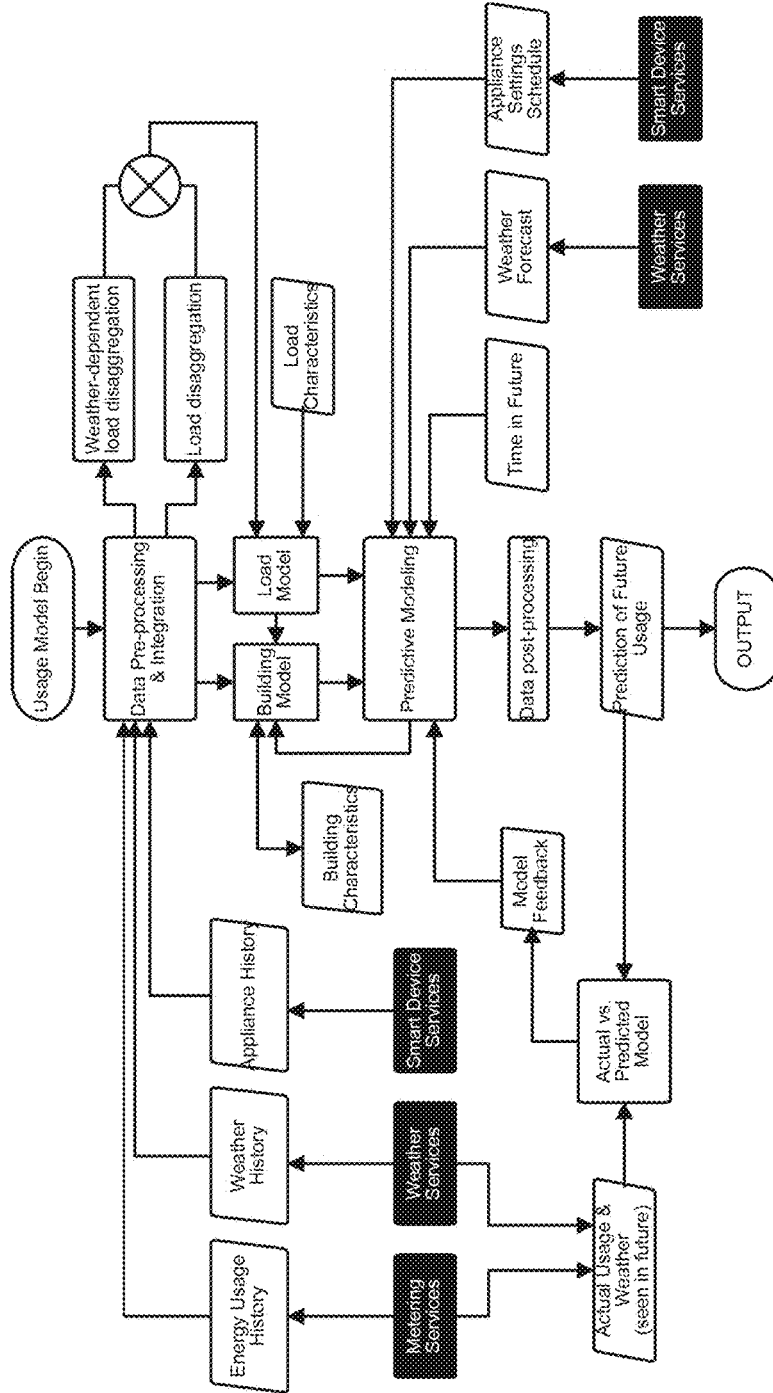 Usage Model Begin
Data Pre-processing
& Integration
Weather-dependent
load disaggregation
Load disaggregation
Energy Usage
History
Weather
History
Appliance History
Building
Characteristics
Building
Model
Load
Model
Load
Characteristics
Metering
Services
Weather
Services
Smart Device
Services
Predictive Modeling
Model
Feedback
Time in Future
Weather
Forecast
Appliance
Settings
Schedule
Data post-processing
Actual Usage &
Weather
(seen in future)
Actual vs.
Predicted
Model
Prediction of Future
Usage
Weather
Services
Smart Device
Services
OUTPUT